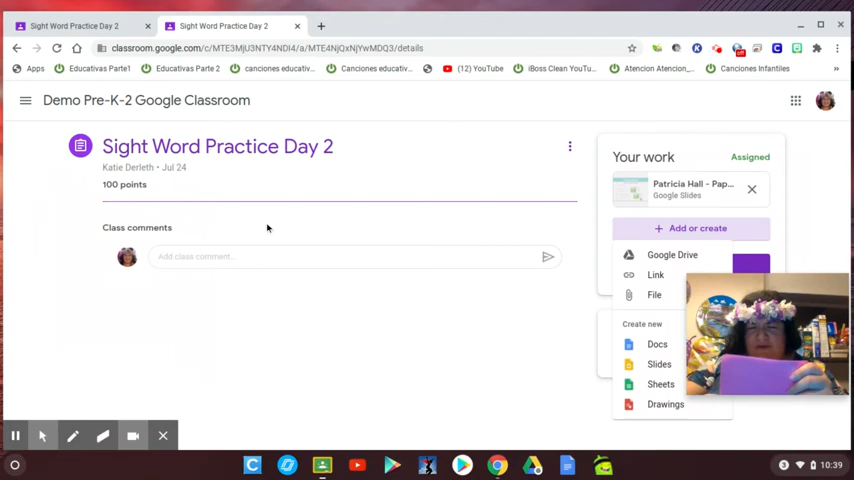 Sight Word Practice Day 2
Sight Word Practice Day 2
classroom.google.com/c/MTE3MjU3NTY4NDI4/a/MTE4NjQxNjYwMDQ3/details
off
Apps
Educativas Parte1
Educativas Parte 2
canciones educativ...
Canciones educativ...
(12) YouTube
iBoss Clean YouTu...
Atencion Atencion_...
Canciones Infantiles
Demo Pre-K-2 Google Classroom
Sight Word Practice Day 2
Katie Derleth • Jul 24
100 points
Class comments
Add class comment...
Your work
Assigned
Patricia Hall - Pap...
Google Slides
+ Add or create
Google Drive
Link
File
Create new
Docs
Slides
Sheets
Drawings
3
10:39